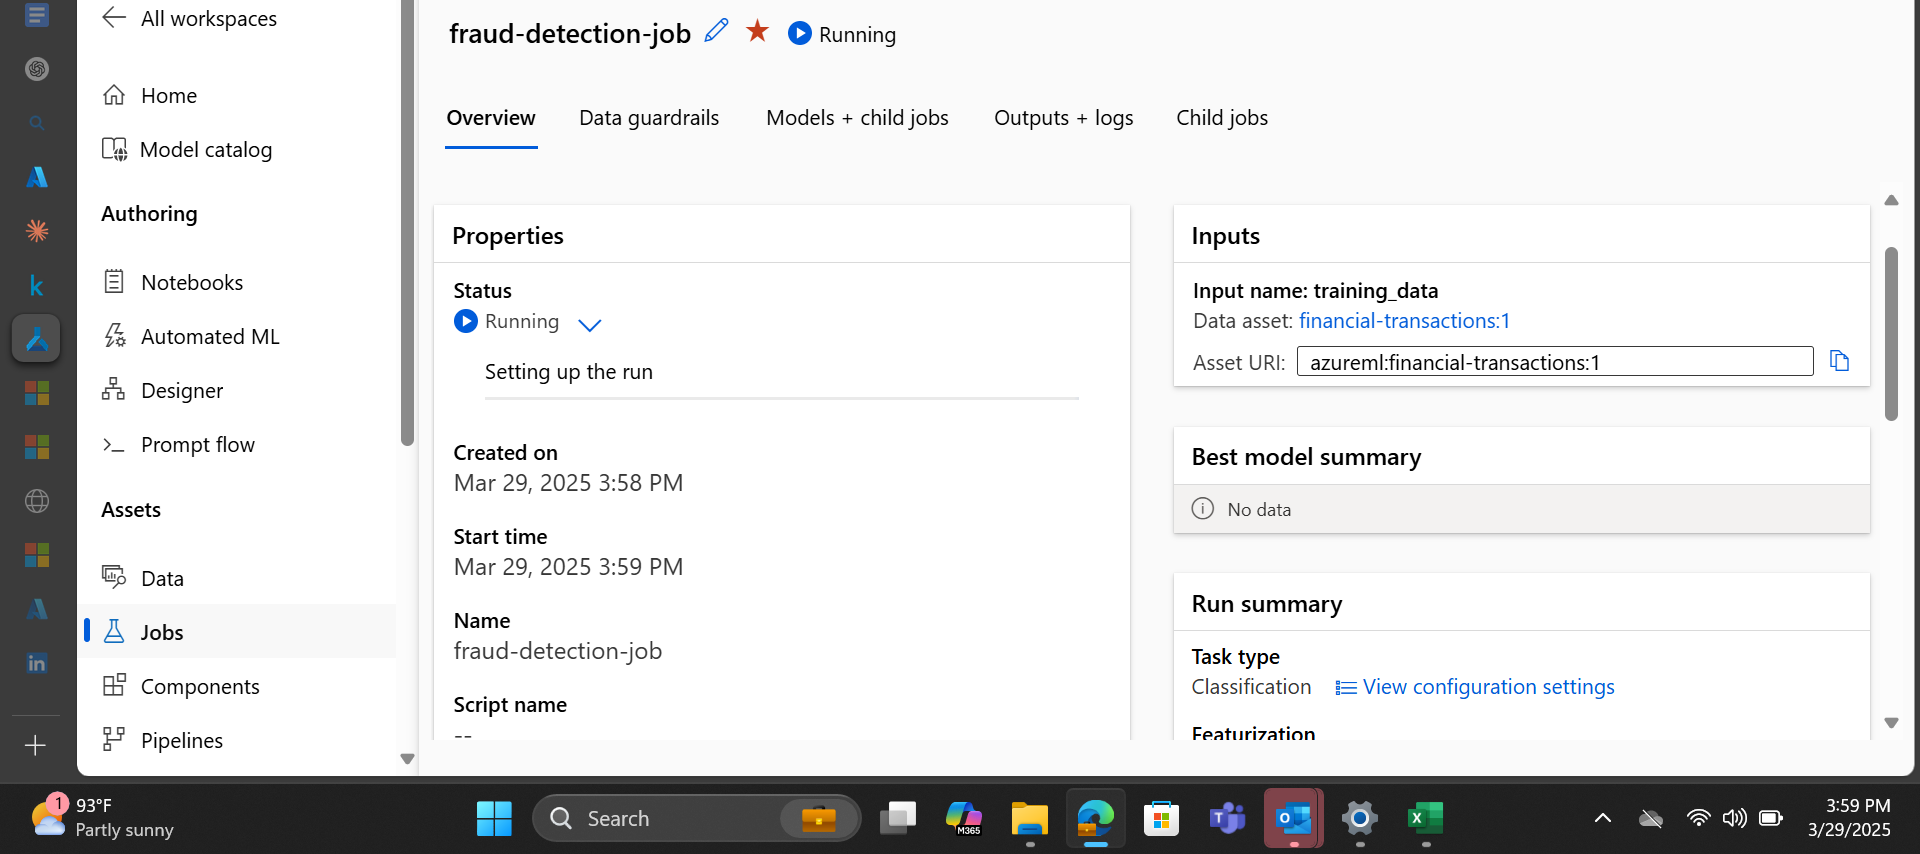 All workspaces
Home
Model catalog
Authoring
Notebooks
Automated ML
Designer
Prompt flow
Assets
Data
Jobs
Components
Pipelines
fraud-detection-job
Running
Overview
Data guardrails
Models + child jobs
Outputs + logs
Child jobs
Properties
Status
Running
Setting up the run
Created on
Mar 29, 2025 3:58 PM
Start time
Mar 29, 2025 3:59 PM
Name
fraud-detection-job
Script name
--
Inputs
Input name: training_data
Data asset: financial-transactions:1
Asset URI: azureml:financial-transactions:1
Best model summary
No data
Run summary
Task type
Classification View configuration settings
Featurization
1
93°F
Partly sunny
Search
M365
3:59 PM
3/29/2025